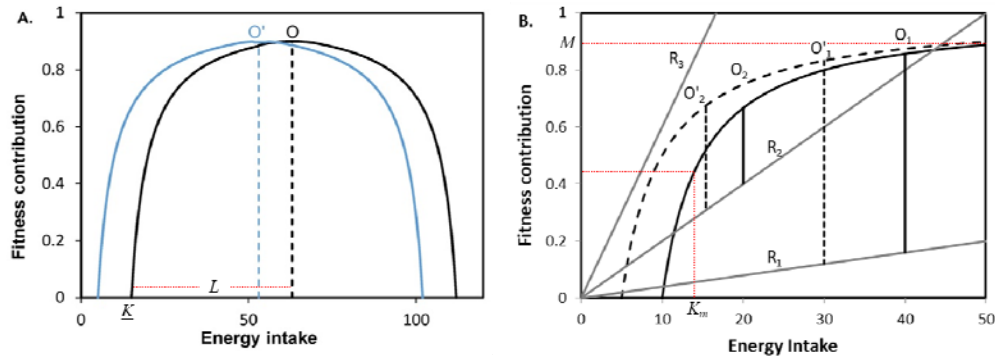 A.
O' O
1
0.8
0.6
0.4
0.2
0
Fitness contribution
L
0 K 50 100
Energy intake
B.
1
M
0.8
0.6
0.4
0.2
0
Fitness contribution
R3
O'1
O1
O2
O'2
R2
R1
0 10 Km 20 30 40 50
Energy Intake